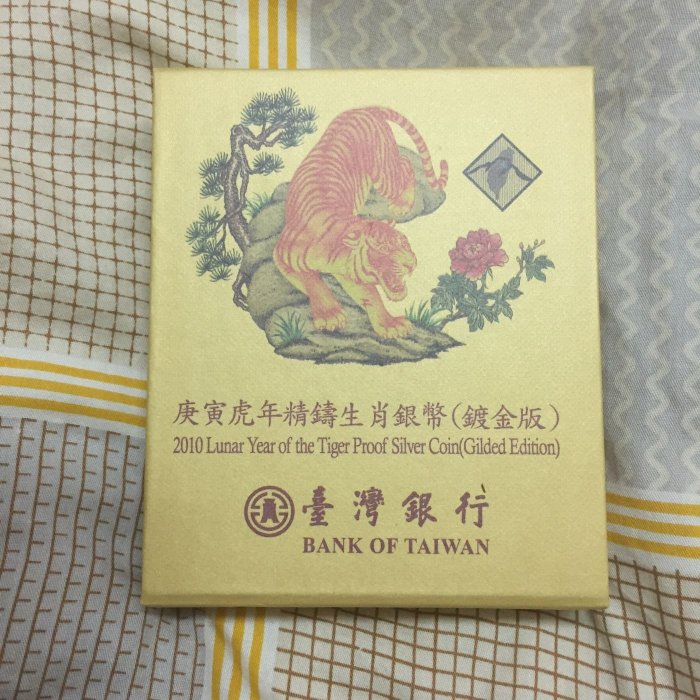 庚寅虎年精鑄生肖銀幣(鍍金版)
2010 Lunar Year of the Tiger Proof Silver Coin(Gilded Edition)
臺灣銀行
BANK OF TAIWAN